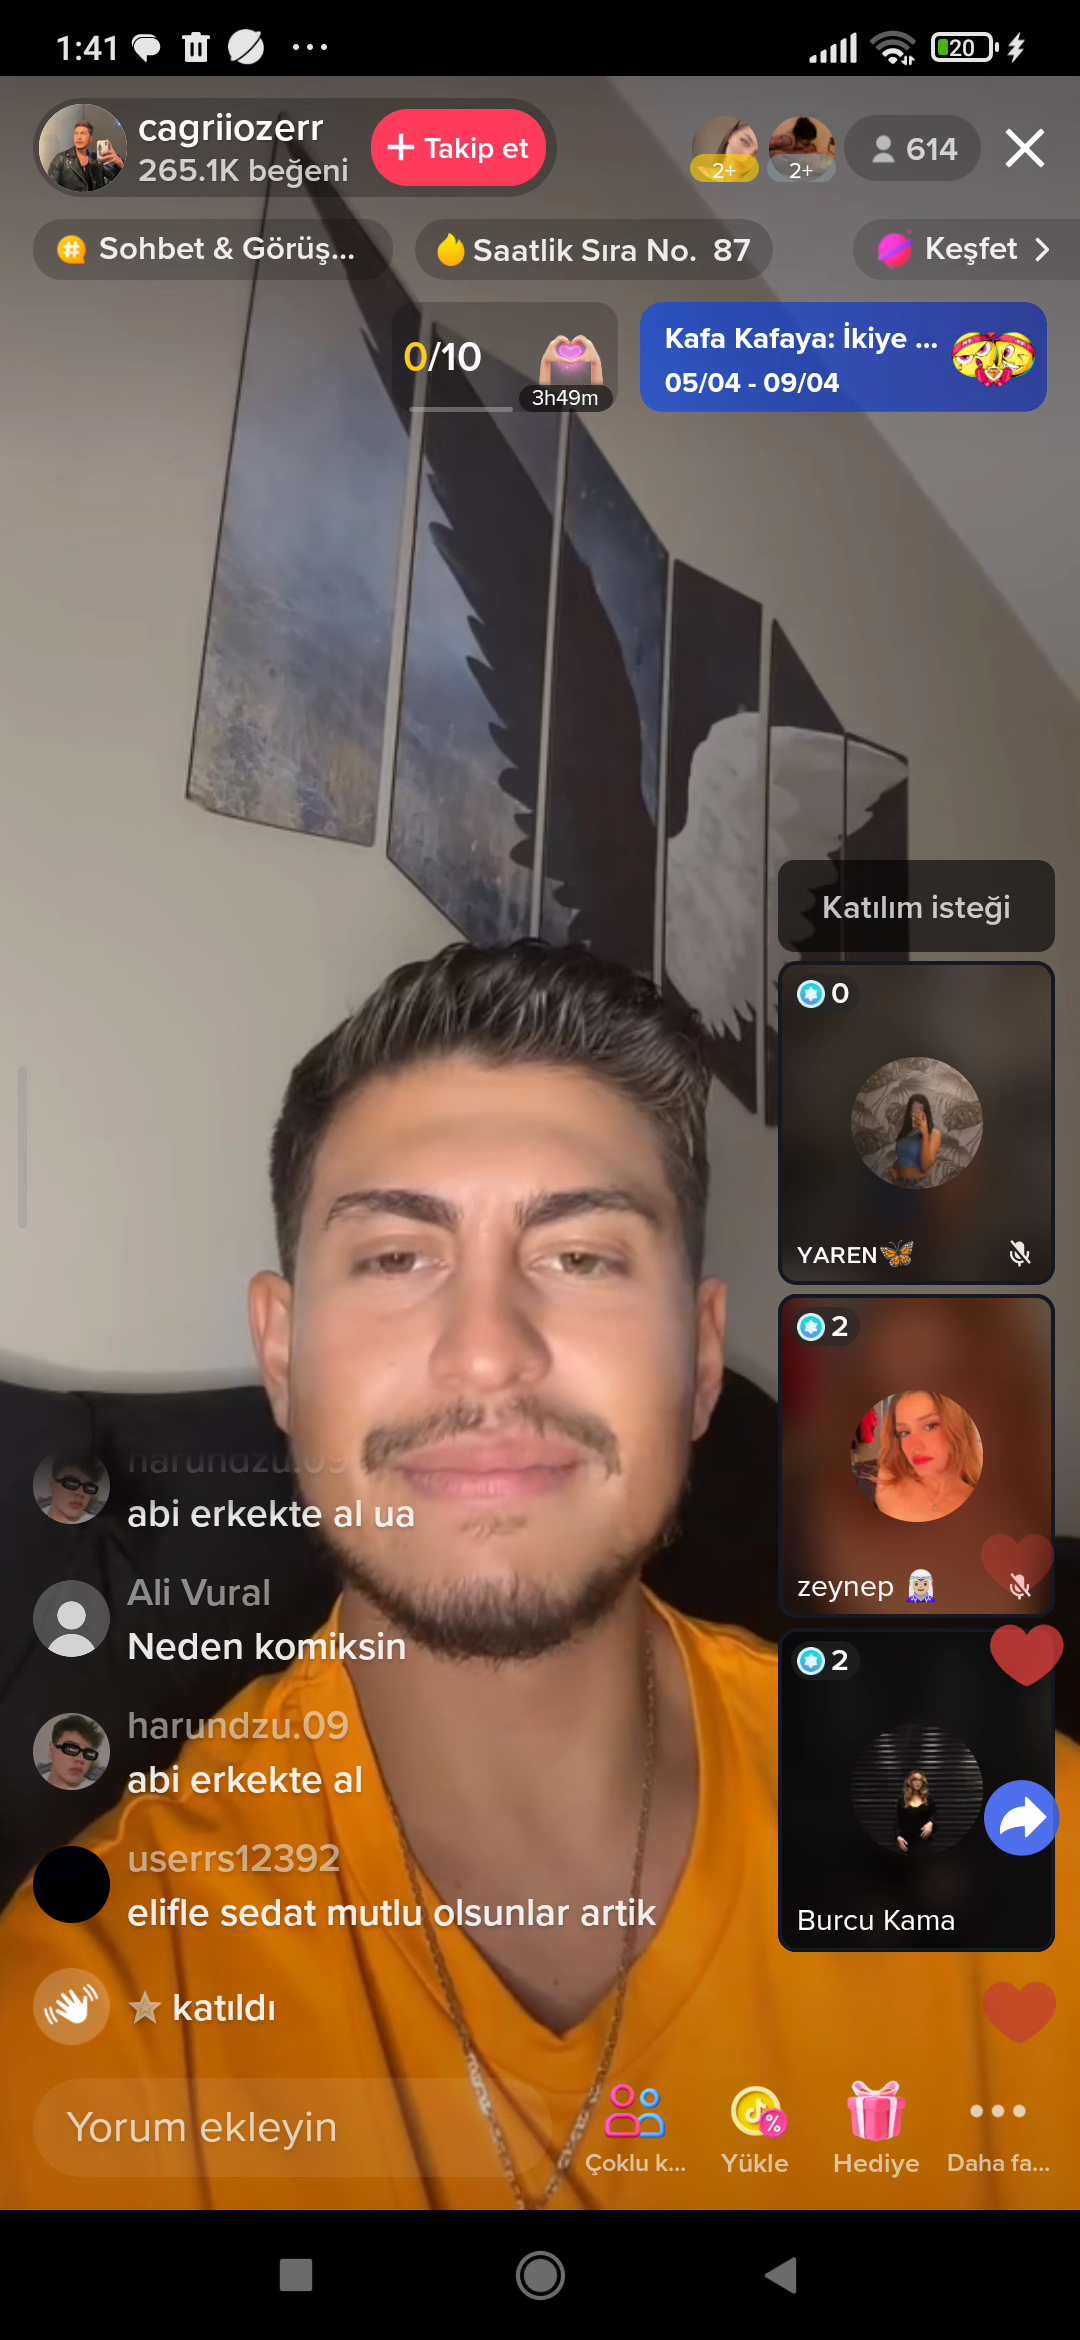 1:41
20
cagriiozerr
265.1K beğeni
+ Takip et
2+
2+
614
Sohbet & Görüş...
Saatlik Sıra No. 87
Keşfet
0/10
3h49m
Kafa Kafaya: İkiye ...
05/04 - 09/04
Katılım isteği
0
YAREN
2
zeynep
2
Burcu Kama
harundzu.09
abi erkekte al ua
Ali Vural
Neden komiksin
harundzu.09
abi erkekte al
userrs12392
elifle sedat mutlu olsunlar artik
katıldı
Yorum ekleyin
Çoklu k...
Yükle
Hediye
Daha fa...